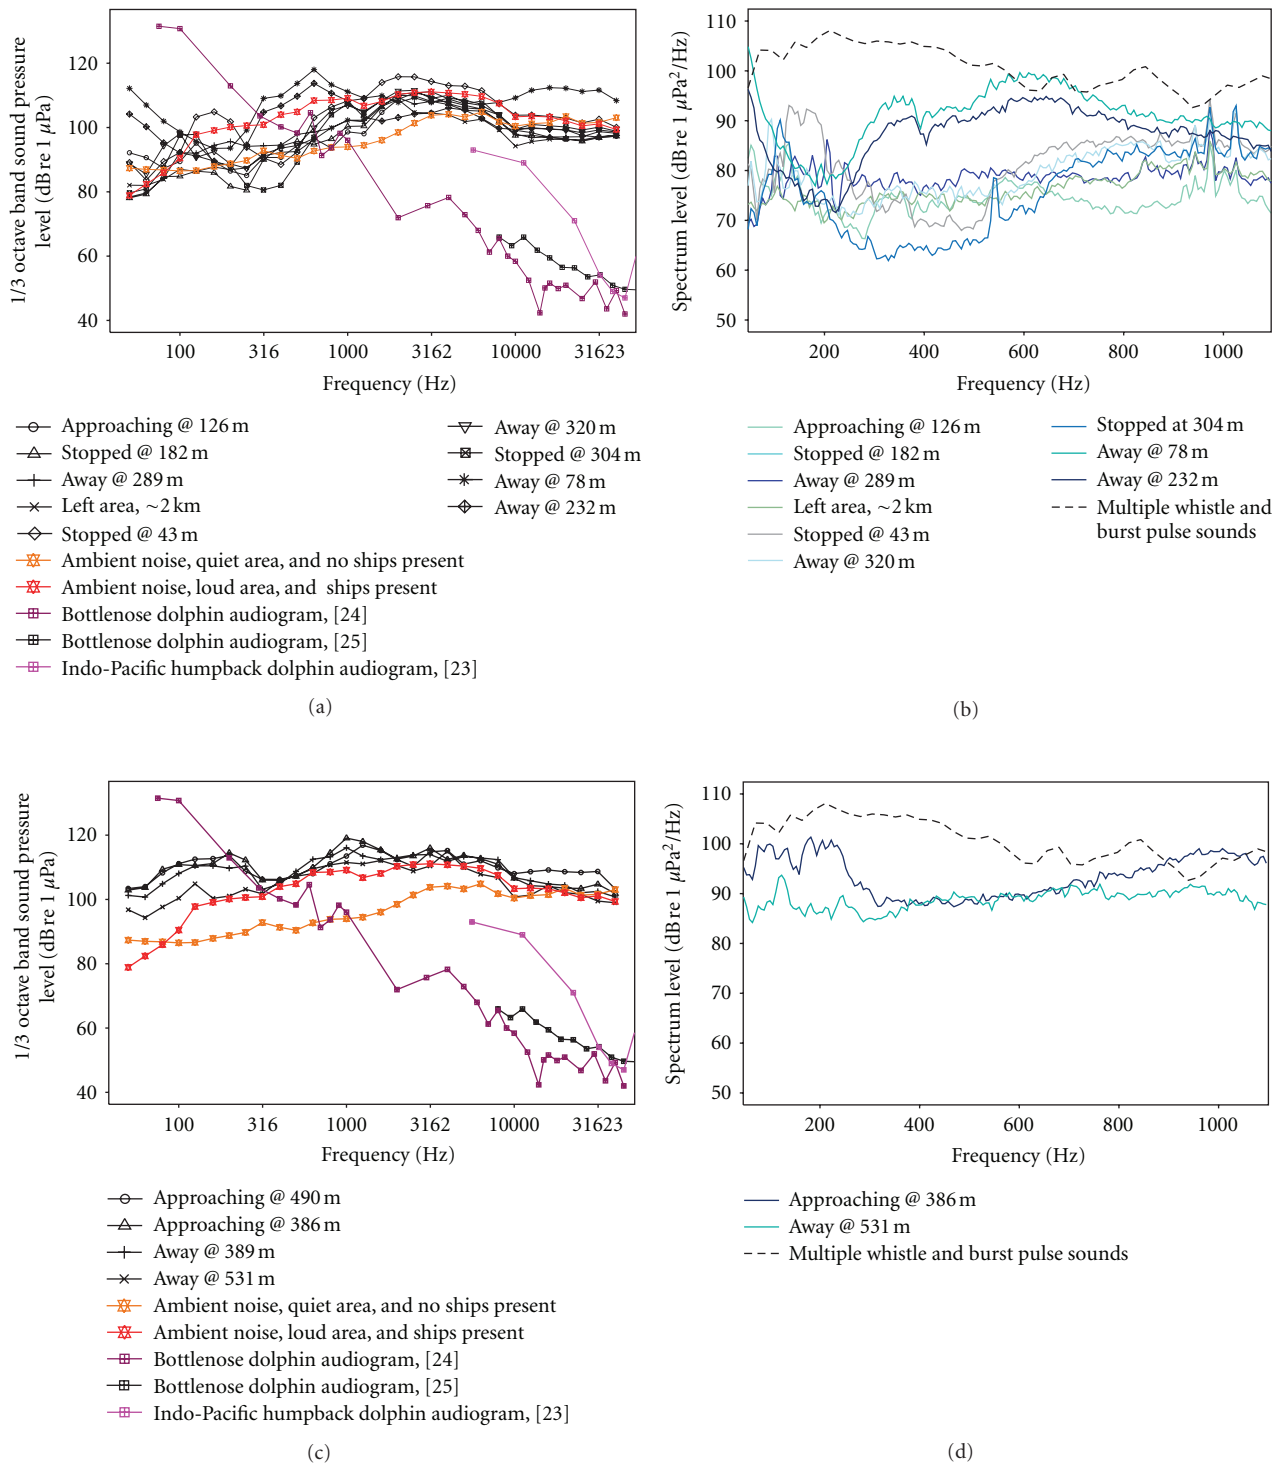 1/3 octave band sound pressure
level (dB re 1 μPa)
120
100
80
60
40
100 316 1000 3162 10000 31623
Frequency (Hz)
Approaching @ 126 m
Stopped @ 182 m
Away @ 289 m
Left area, ∼2 km
Stopped @ 43 m
Away @ 320 m
Stopped @ 304 m
Away @ 78 m
Away @ 232 m
Ambient noise, quiet area, and no ships present
Ambient noise, loud area, and ships present
Bottlenose dolphin audiogram, [24]
Bottlenose dolphin audiogram, [25]
Indo-Pacific humpback dolphin audiogram, [23]
(a)
Spectrum level (dB re 1 μPa²/Hz)
110
100
90
80
70
60
50
200 400 600 800 1000
Frequency (Hz)
Approaching @ 126 m
Stopped @ 182 m
Away @ 289 m
Left area, ∼2 km
Stopped @ 43 m
Away @ 320 m
Stopped at 304 m
Away @ 78 m
Away @ 232 m
Multiple whistle and
burst pulse sounds
(b)
1/3 octave band sound pressure
level (dB re 1 μPa)
120
100
80
60
40
100 316 1000 3162 10000 31623
Frequency (Hz)
Approaching @ 490 m
Approaching @ 386 m
Away @ 389 m
Away @ 531 m
Ambient noise, quiet area, and no ships present
Ambient noise, loud area, and ships present
Bottlenose dolphin audiogram, [24]
Bottlenose dolphin audiogram, [25]
Indo-Pacific humpback dolphin audiogram, [23]
(c)
Spectrum level (dB re 1 μPa²/Hz)
110
100
90
80
70
60
50
200 400 600 800 1000
Frequency (Hz)
Approaching @ 386 m
Away @ 531 m
Multiple whistle and burst pulse sounds
(d)